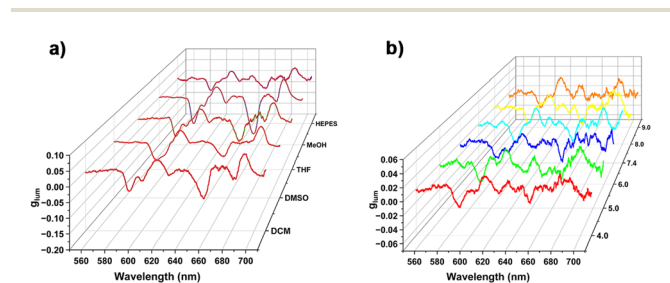 a)
0.10
0.05
0.00
−0.05
−0.10
−0.15
−0.20
glum
560 580 600 620 640 660 680 700
Wavelength (nm)
HEPES
MeOH
THF
DMSO
DCM
b)
0.06
0.04
0.02
0.00
−0.02
−0.04
−0.06
glum
560 580 600 620 640 660 680 700
Wavelength (nm)
9.0
8.0
7.4
6.0
5.0
4.0